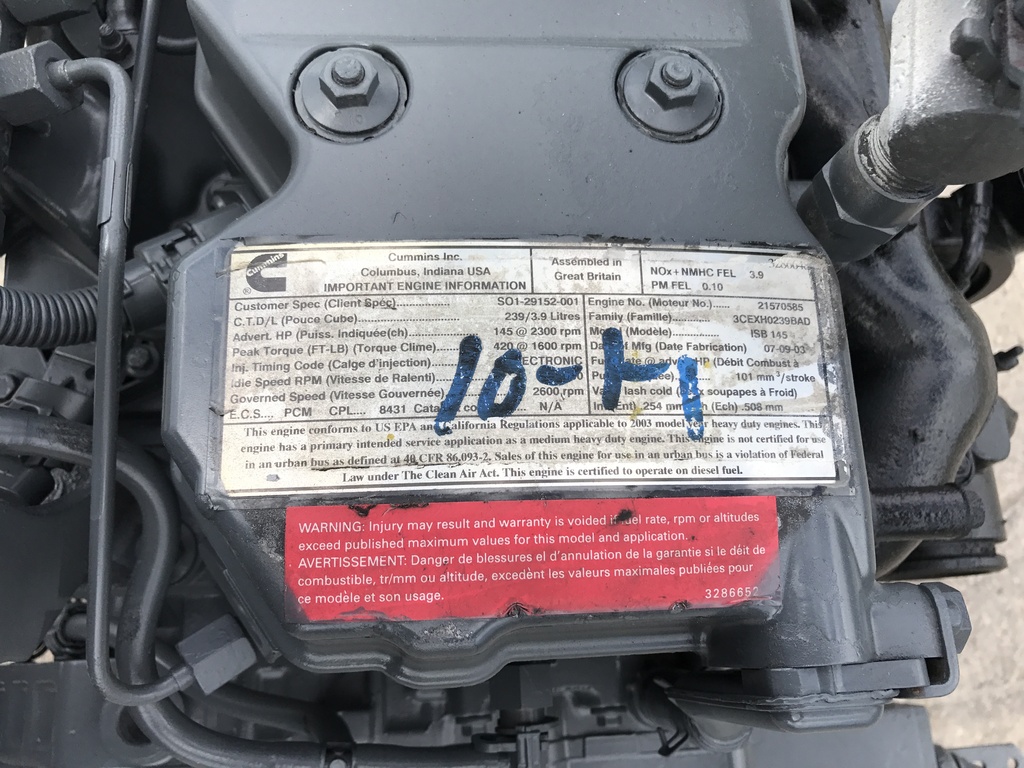 Cummins
Cummins Inc.
Columbus, Indiana USA
IMPORTANT ENGINE INFORMATION
Assembled in
Great Britain
NOx+NMHC FEL 3.9
PM FEL 0.10
Customer Spec (Client Spec)................ SO1-29152-001
C.T.D/L (Pouce Cube) 239/3.9 Litres
Advert. HP (Puiss. Indiquée(ch) 145 @ 2300 rpm
Peak Torque (FT-LB) (Torque Clime) 420 @ 1600 rpm
Inj. Timing Code (Calge d'injection)
Idle Speed RPM (Vitesse de Ralenti)
Governed Speed (Vitesse Gouvernée) 2600 rpm
E.C.S. PCM CPL 8431 N/A
Engine No. (Moteur No.) 21570585
Family (Famille) 3CEXH0239BAD
(Modèle) ISB 145
Mfg (Date Fabrication) 07-09-03
HP (Débit Combust à
101 mm³/stroke
lash cold soupapes à Froid)
.254 mm (Ech) .508 mm
10-
This engine conforms to US EPA and California Regulations applicable to 2003 model year heavy duty engines. This
engine has a primary intended service application as a medium heavy duty engine. This engine is not certified for use
in an urban bus as defined at 40 CFR 86.093-2. Sales of this engine for use in an urban bus is a violation of Federal
Law under The Clean Air Act. This engine is certified to operate on diesel fuel.
WARNING: Injury may result and warranty is voided if fuel rate, rpm or altitudes
exceed published maximum values for this model and application.
AVERTISSEMENT: Danger de blessures el d'annulation de la garantie si le déit de
combustible, tr/mm ou altitude, excedènt les valeurs maximales publiées pour
ce modèle et son usage.
3286652